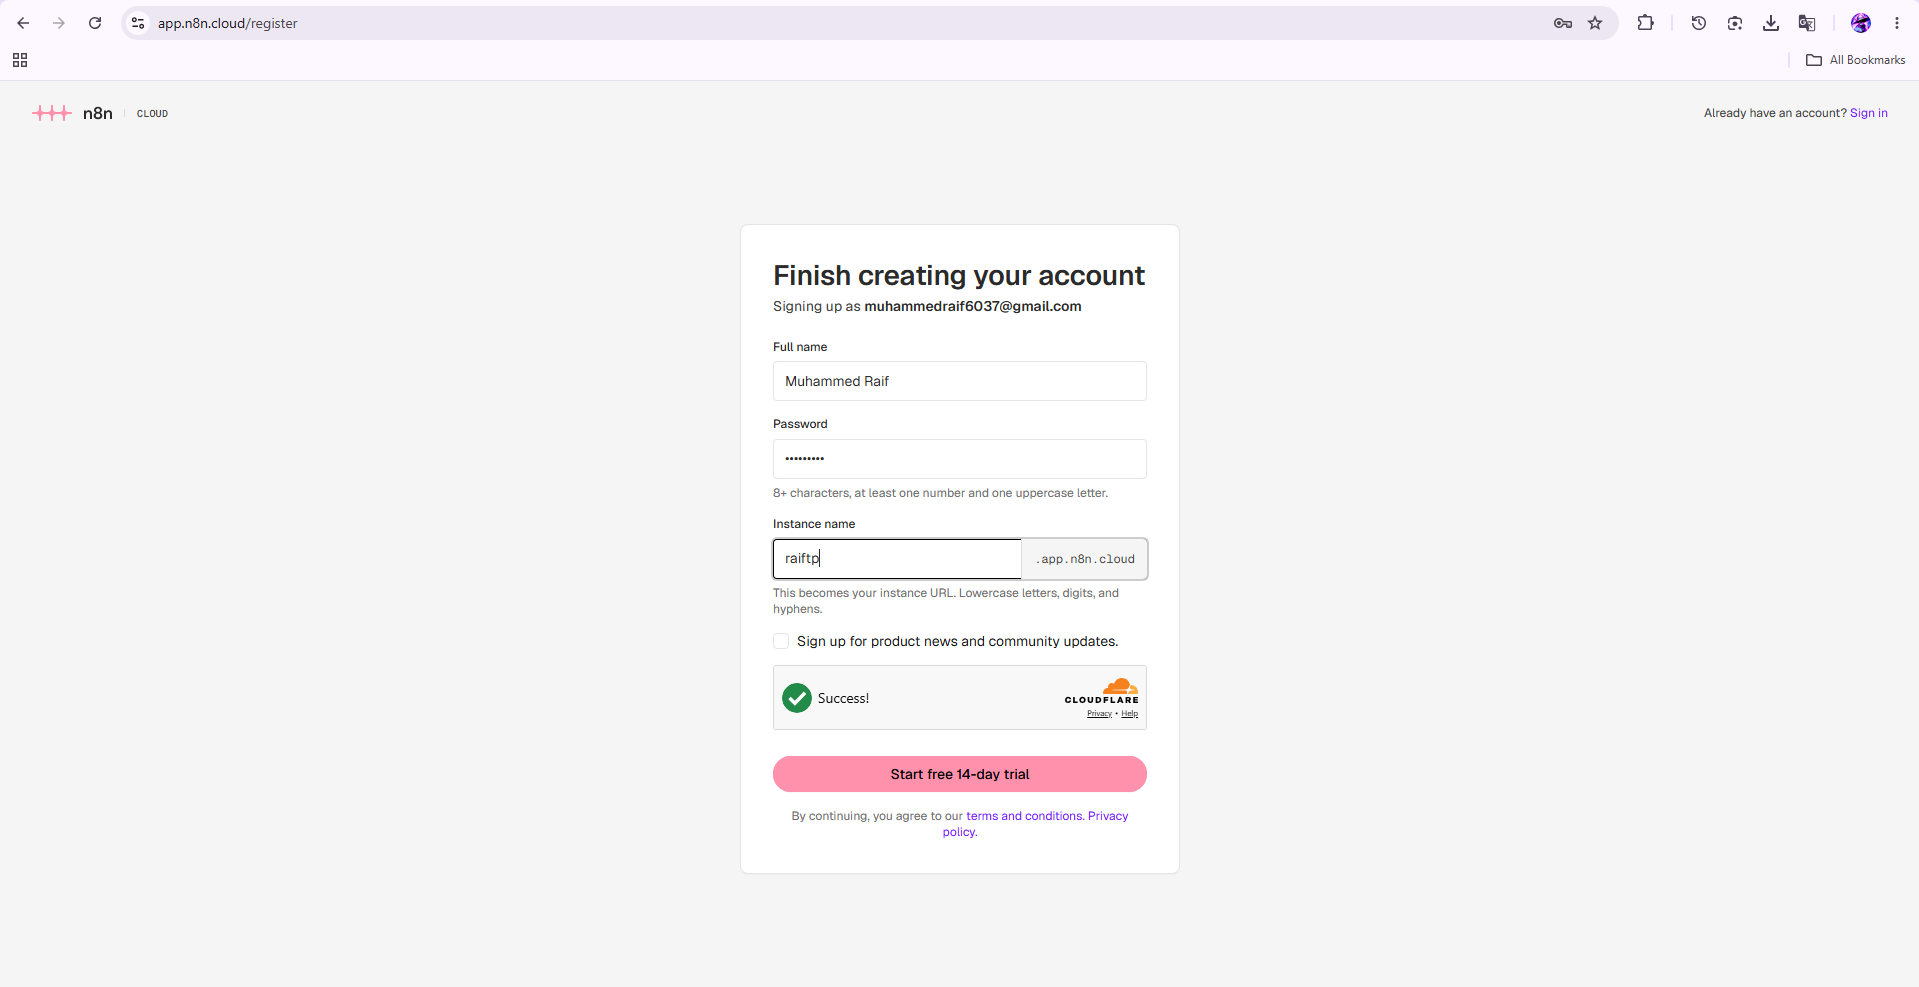 app.n8n.cloud/register
All Bookmarks
n8n
CLOUD
Already have an account? Sign in
Finish creating your account
Signing up as muhammedraif6037@gmail.com
Full name
Muhammed Raif
Password
•••••••••
8+ characters, at least one number and one uppercase letter.
Instance name
raiftp
.app.n8n.cloud
This becomes your instance URL. Lowercase letters, digits, and
hyphens.
Sign up for product news and community updates.
Success!
CLOUDFLARE
Privacy • Help
Start free 14-day trial
By continuing, you agree to our terms and conditions. Privacy
policy.